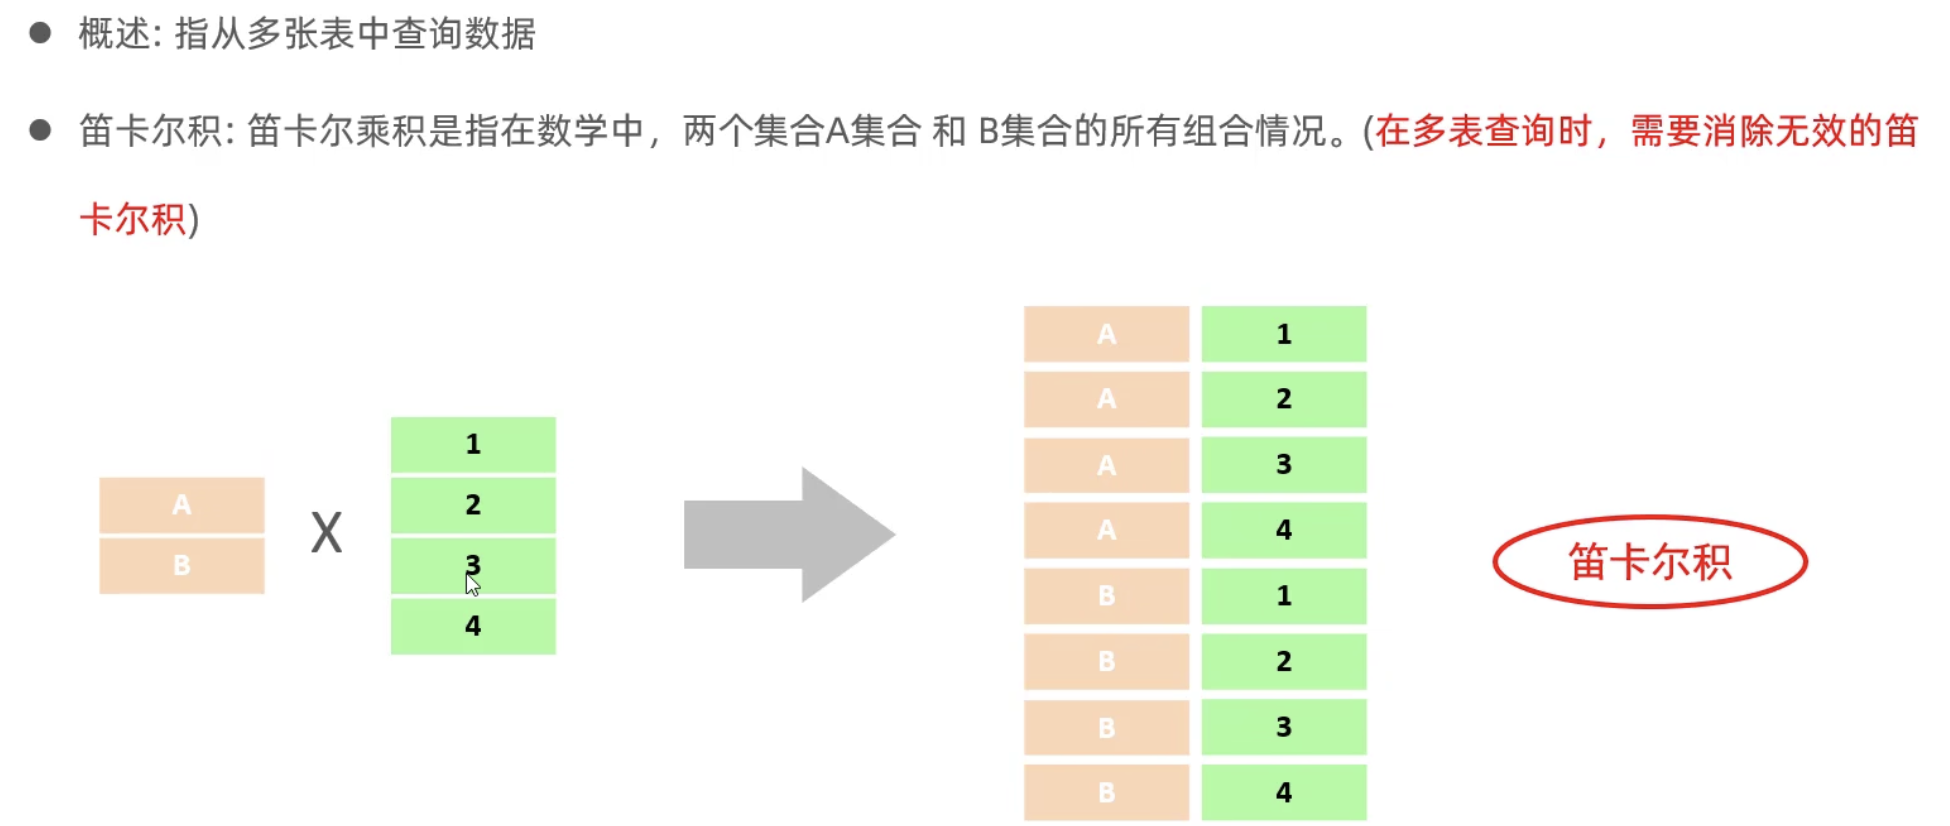 概述: 指从多张表中查询数据
笛卡尔积: 笛卡尔乘积是指在数学中，两个集合A集合 和 B集合的所有组合情况。(在多表查询时，需要消除无效的笛
卡尔积)
A
B
X
1
2
3
4
A 1
A 2
A 3
A 4
B 1
B 2
B 3
B 4
笛卡尔积